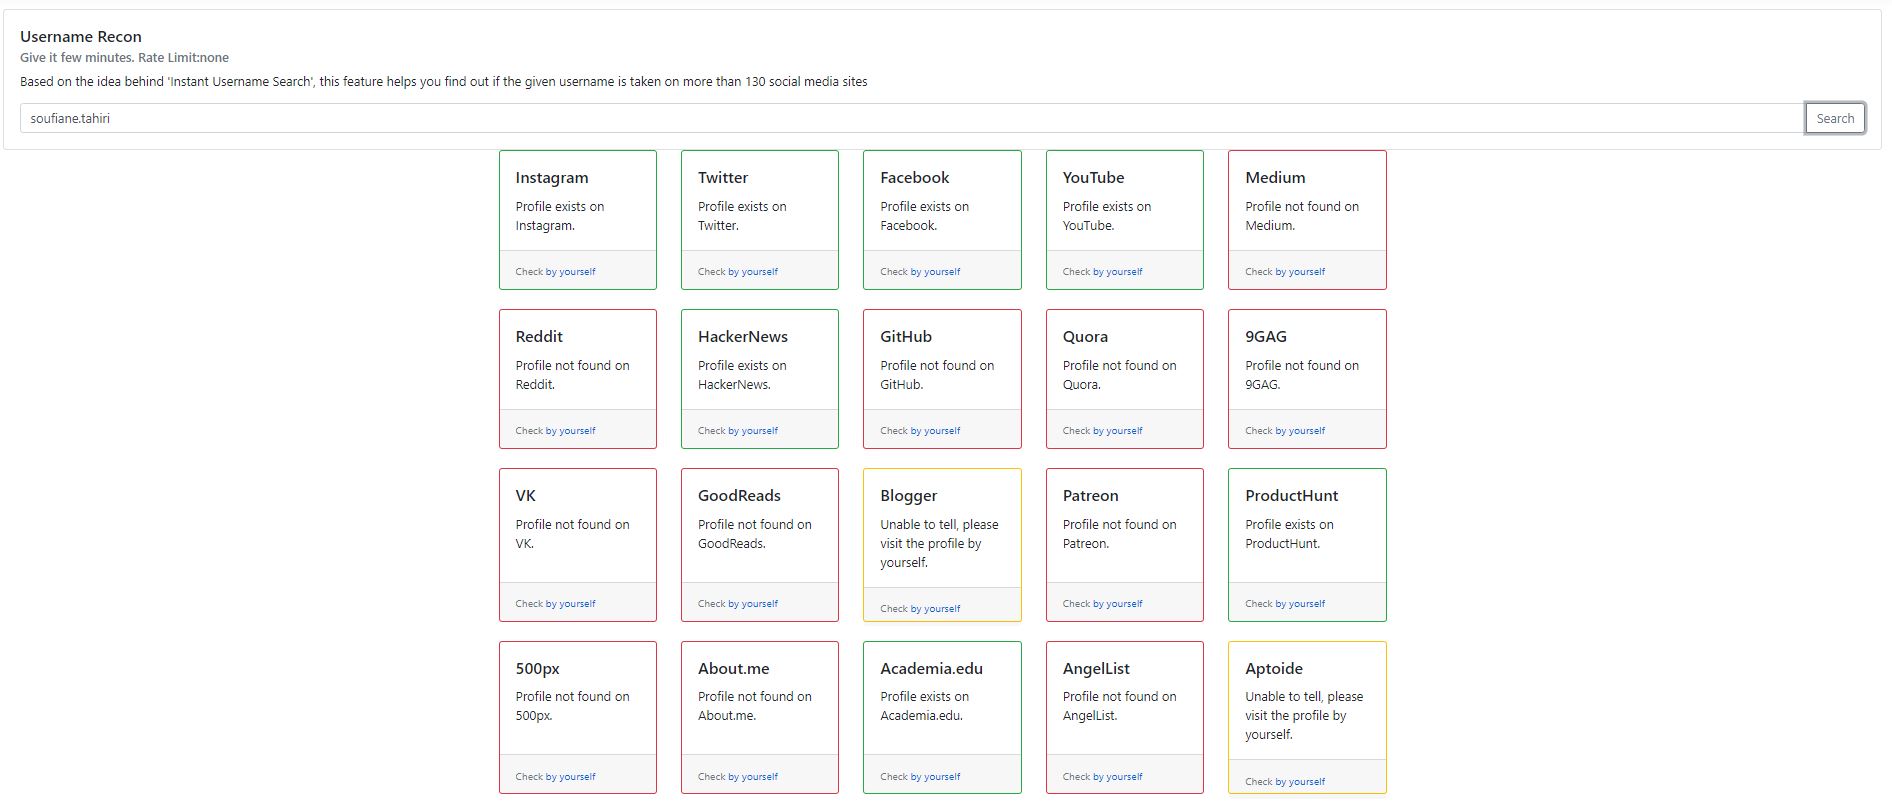 Username Recon
Give it few minutes. Rate Limit:none
Based on the idea behind 'Instant Username Search', this feature helps you find out if the given username is taken on more than 130 social media sites
soufiane.tahiri
Search
Instagram
Profile exists on
Instagram.
Check by yourself
Twitter
Profile exists on
Twitter.
Check by yourself
Facebook
Profile exists on
Facebook.
Check by yourself
YouTube
Profile exists on
YouTube.
Check by yourself
Medium
Profile not found on
Medium.
Check by yourself
Reddit
Profile not found on
Reddit.
Check by yourself
HackerNews
Profile exists on
HackerNews.
Check by yourself
GitHub
Profile not found on
GitHub.
Check by yourself
Quora
Profile not found on
Quora.
Check by yourself
9GAG
Profile not found on
9GAG.
Check by yourself
VK
Profile not found on
VK.
Check by yourself
GoodReads
Profile not found on
GoodReads.
Check by yourself
Blogger
Unable to tell, please
visit the profile by
yourself.
Check by yourself
Patreon
Profile not found on
Patreon.
Check by yourself
ProductHunt
Profile exists on
ProductHunt.
Check by yourself
500px
Profile not found on
500px.
Check by yourself
About.me
Profile not found on
About.me.
Check by yourself
Academia.edu
Profile exists on
Academia.edu.
Check by yourself
AngelList
Profile not found on
AngelList.
Check by yourself
Aptoide
Unable to tell, please
visit the profile by
yourself.
Check by yourself